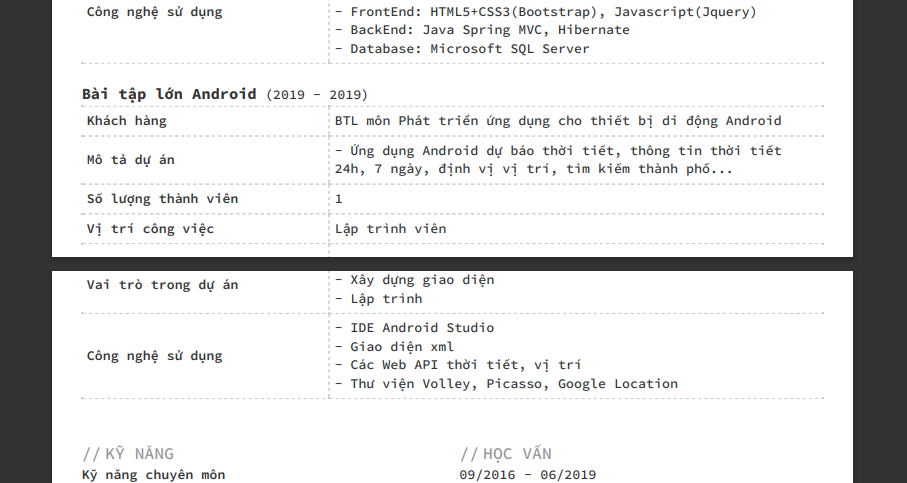 Công nghệ sử dụng
- FrontEnd: HTML5+CSS3(Bootstrap), Javascript(Jquery)
- BackEnd: Java Spring MVC, Hibernate
- Database: Microsoft SQL Server
Bài tập lớn Android (2019 - 2019)
Khách hàng
BTL môn Phát triển ứng dụng cho thiết bị di động Android
Mô tả dự án
- Ứng dụng Android dự báo thời tiết, thông tin thời tiết
24h, 7 ngày, định vị vị trí, tìm kiếm thành phố...
Số lượng thành viên
1
Vị trí công việc
Lập trình viên
Vai trò trong dự án
- Xây dựng giao diện
- Lập trình
Công nghệ sử dụng
- IDE Android Studio
- Giao diện xml
- Các Web API thời tiết, vị trí
- Thư viện Volley, Picasso, Google Location
// KỸ NĂNG
Kỹ năng chuyên môn
// HỌC VẤN
09/2016 - 06/2019